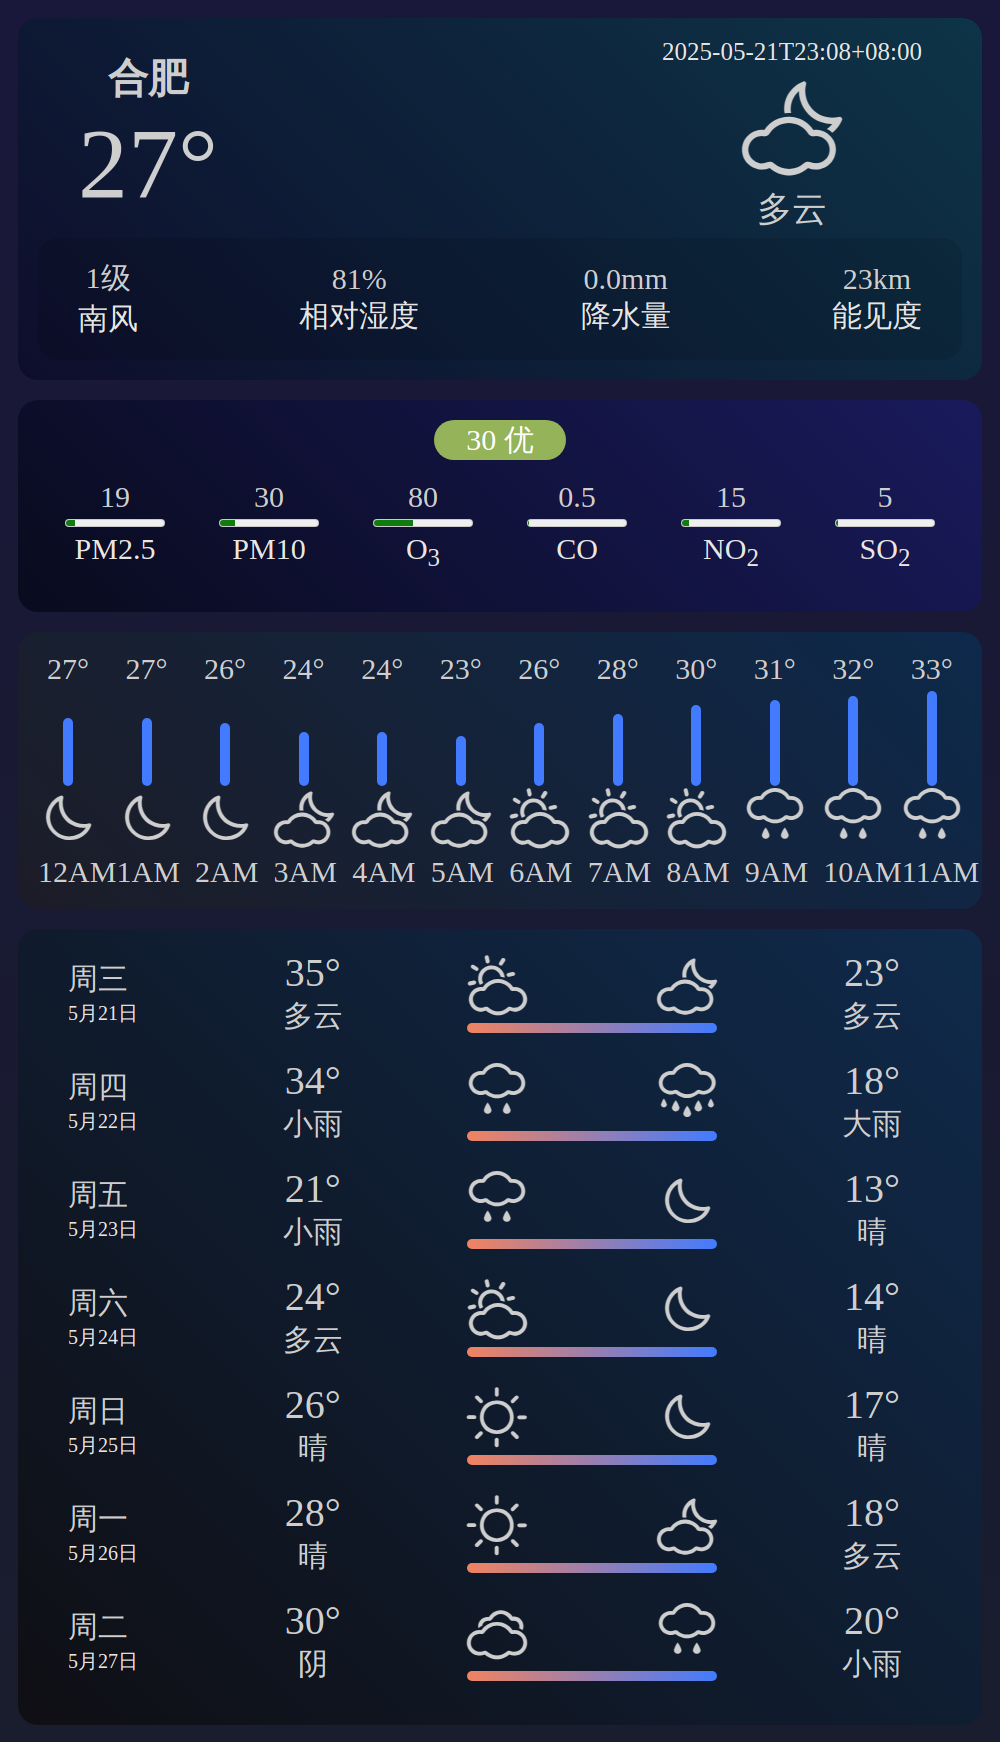 合肥
27°
2025-05-21T23:08+08:00
多云
1级 81% 0.0mm 23km
南风 相对湿度 降水量 能见度
30 优
19 30 80 0.5 15 5
PM2.5 PM10 O3 CO NO2 SO2
27° 27° 26° 24° 24° 23° 26° 28° 30° 31° 32° 33°
12AM 1AM 2AM 3AM 4AM 5AM 6AM 7AM 8AM 9AM 10AM 11AM
周三 35° 23°
5月21日 多云 多云
周四 34° 18°
5月22日 小雨 大雨
周五 21° 13°
5月23日 小雨 晴
周六 24° 14°
5月24日 多云 晴
周日 26° 17°
5月25日 晴 晴
周一 28° 18°
5月26日 晴 多云
周二 30° 20°
5月27日 阴 小雨